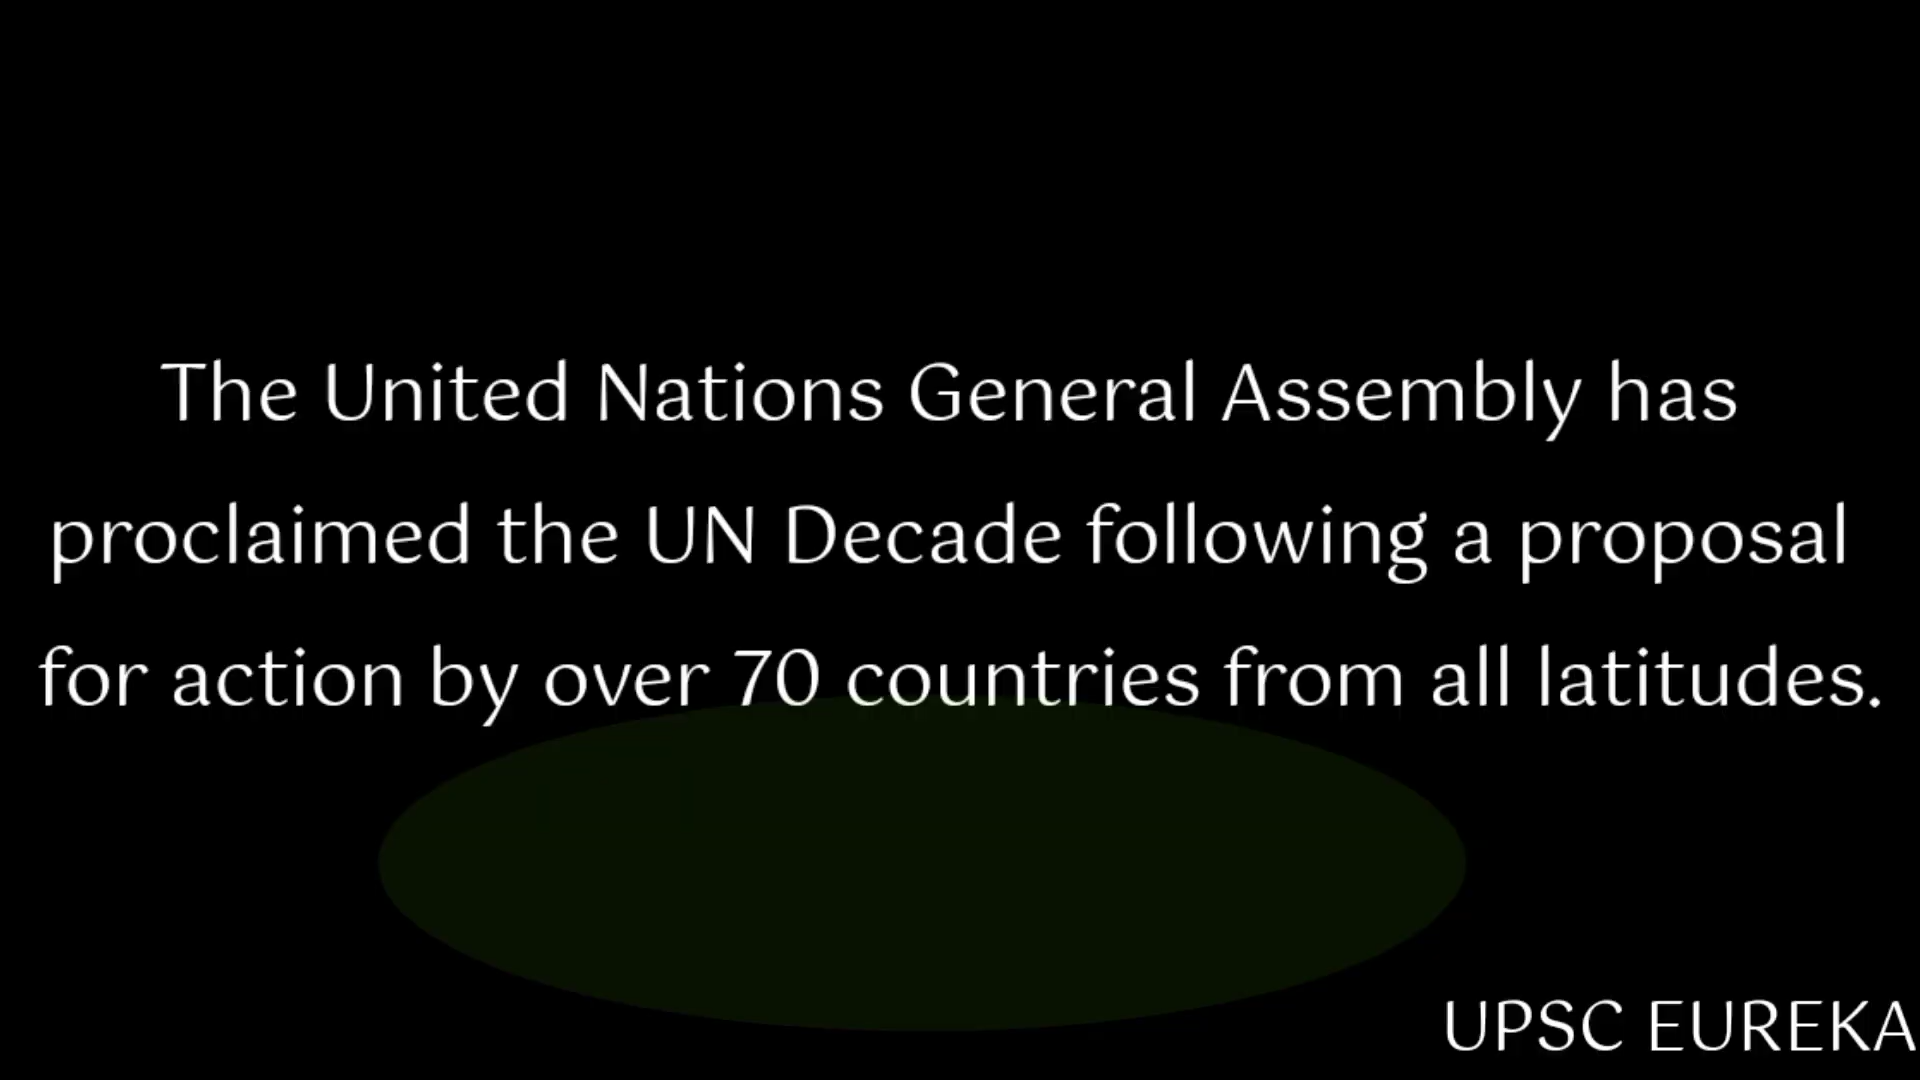 The United Nations General Assembly has
proclaimed the UN Decade following a proposal
for action by over 70 countries from all latitudes.
UPSC EUREKA